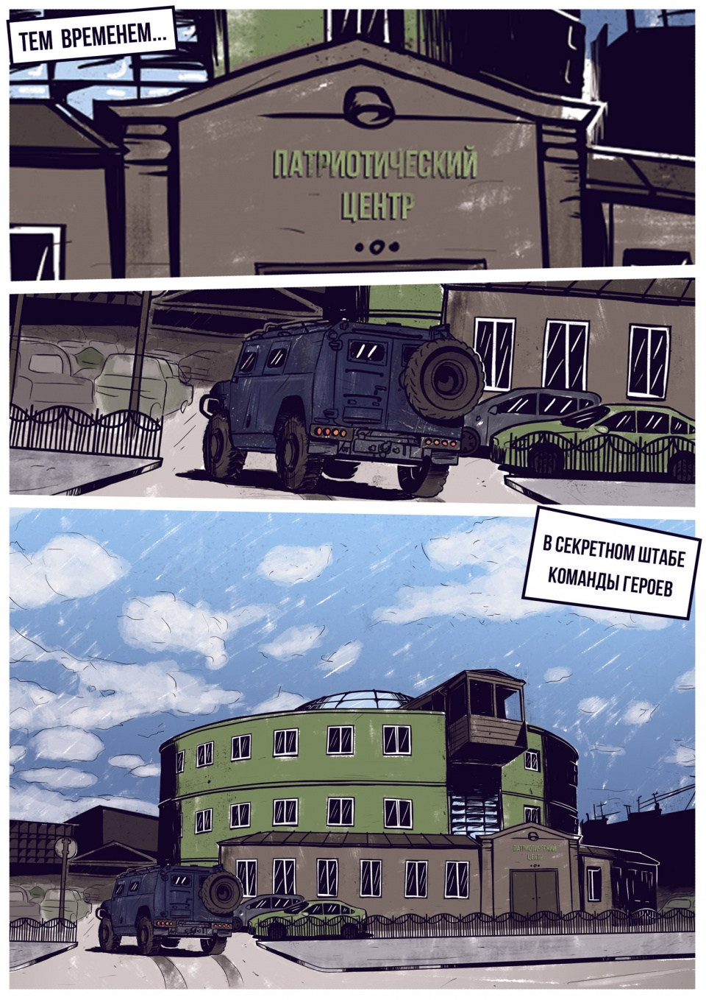 ТЕМ ВРЕМЕНЕМ...
ПАТРИОТИЧЕСКИЙ
ЦЕНТР
В СЕКРЕТНОМ ШТАБЕ
КОМАНДЫ ГЕРОЕВ
ПАТРИОТИЧЕСКИЙ
ЦЕНТР